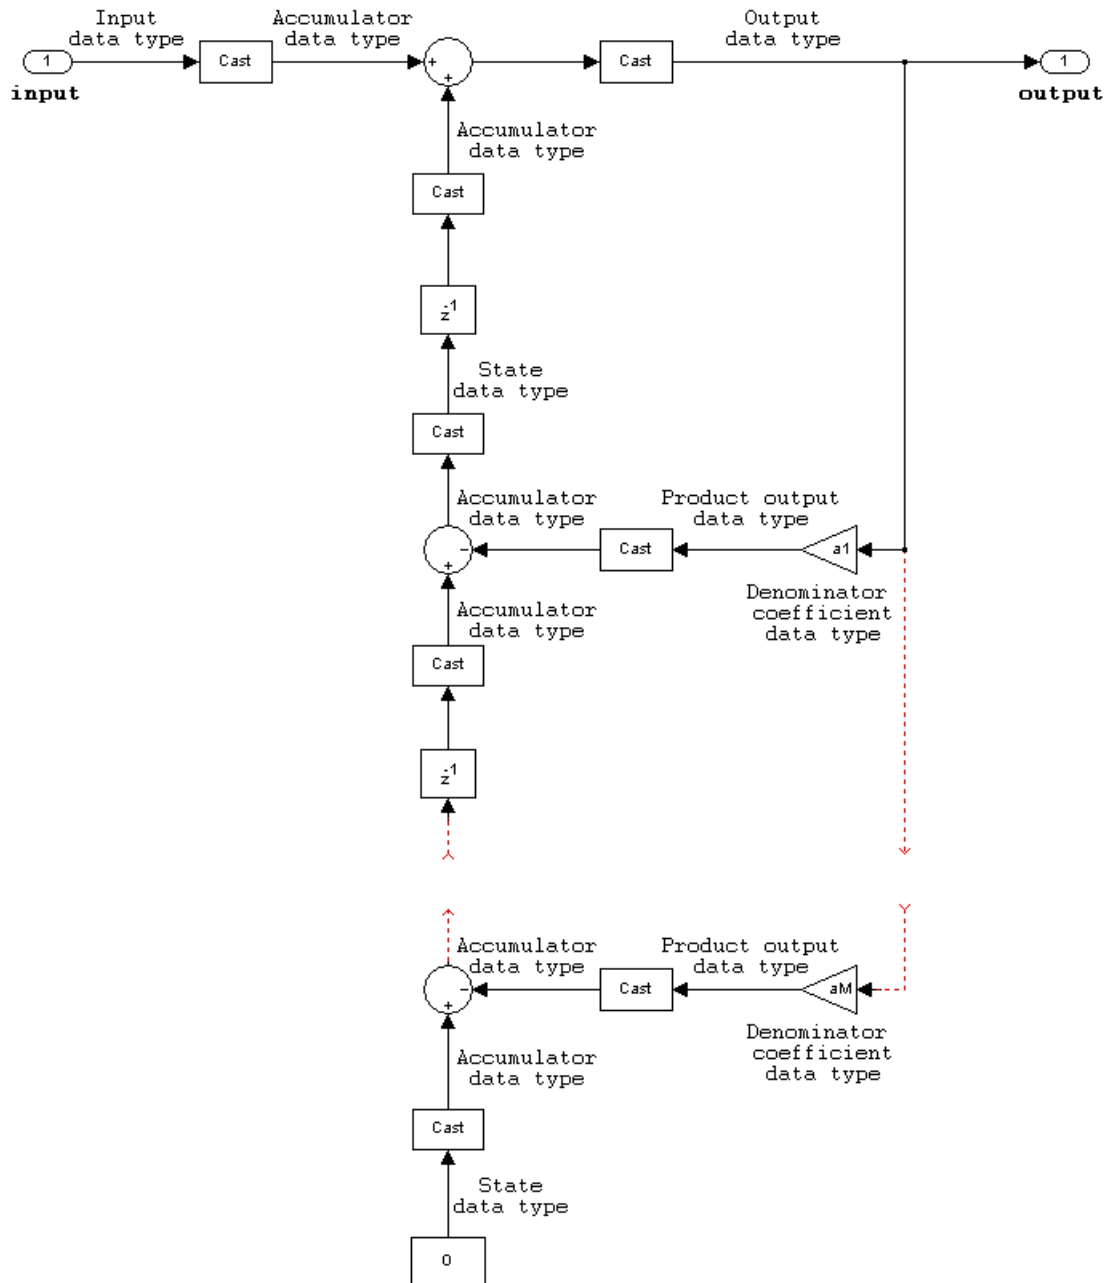 Input
data type
Accumulator
data type
Output
data type
1
Cast
+
+
Cast
1
input
output
Accumulator
data type
Cast
z-1
State
data type
Cast
Accumulator
data type
Product output
data type
−
+
Cast
a1
Accumulator
data type
Denominator
coefficient
data type
Cast
z-1
Accumulator
data type
Product output
data type
−
+
Cast
aM
Accumulator
data type
Denominator
coefficient
data type
Cast
State
data type
0